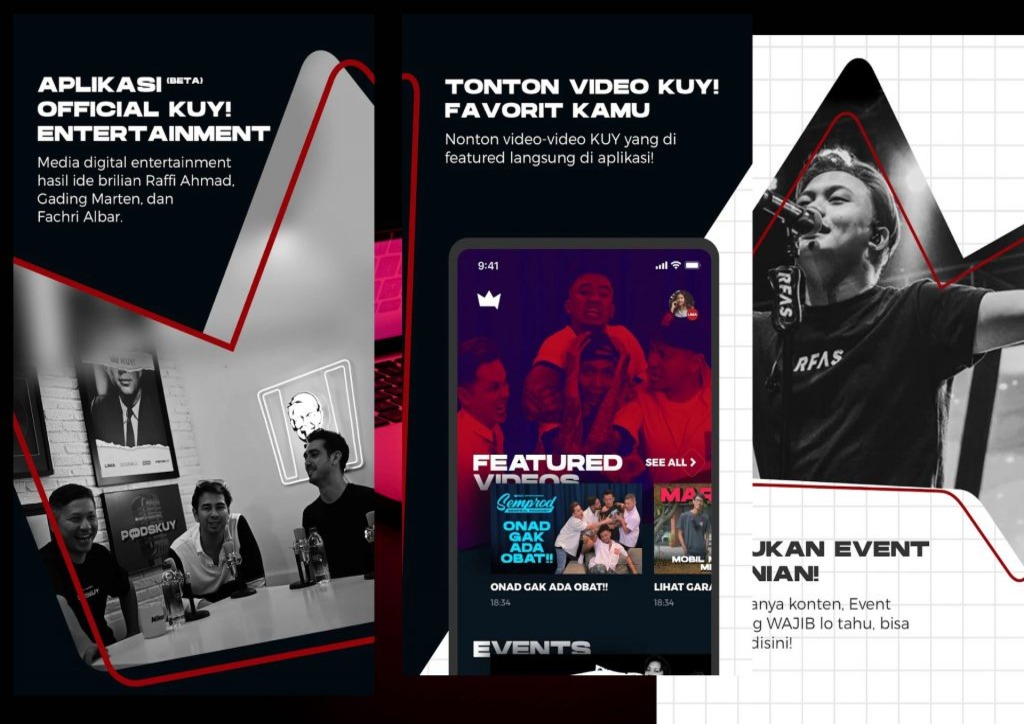 APLIKASI (BETA)
OFFICIAL KUY!
ENTERTAINMENT
Media digital entertainment
hasil ide brilian Raffi Ahmad,
Gading Marten, dan
Fachri Albar.
PODSKUY
TONTON VIDEO KUY!
FAVORIT KAMU
Nonton video-video KUY yang di
featured langsung di aplikasi!
9:41
FEATURED
VIDEOS
SEE ALL
Semprod
ONAD
GAK
ADA
OBAT!!
MOBIL
ONAD GAK ADA OBAT!!
18:34
LIHAT GARA
18:34
EVENTS
RFAS
RFAS
UKAN EVENT
NIAN!
anya konten, Event
g WAJIB lo tahu, bisa
disini!